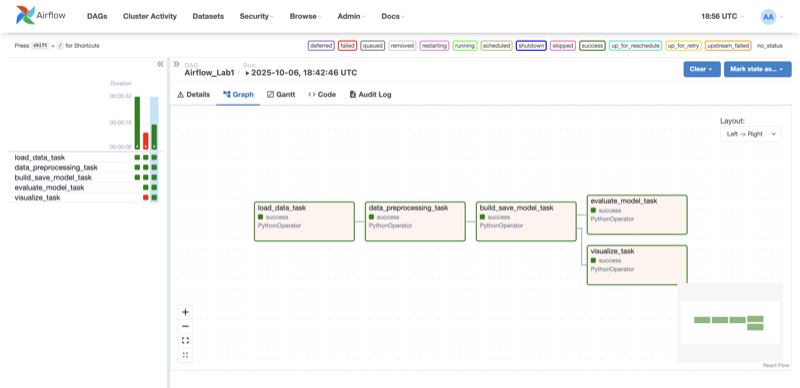 Airflow DAGs Cluster Activity Datasets Security Browse Admin Docs 18:56 UTC AA
Press shift + / for Shortcuts deferred failed queued removed restarting running scheduled shutdown skipped success up_for_reschedule up_for_retry upstream_failed no_status
DAG Run
Airflow_Lab1 / 2025-10-06, 18:42:46 UTC
Clear Mark state as...
Duration
00:00:32
00:00:16
00:00:00
load_data_task
data_preprocessing_task
build_save_model_task
evaluate_model_task
visualize_task
Details Graph Gantt Code Audit Log
Layout:
Left -> Right
load_data_task
success
PythonOperator
data_preprocessing_task
success
PythonOperator
build_save_model_task
success
PythonOperator
evaluate_model_task
success
PythonOperator
visualize_task
success
PythonOperator
React Flow